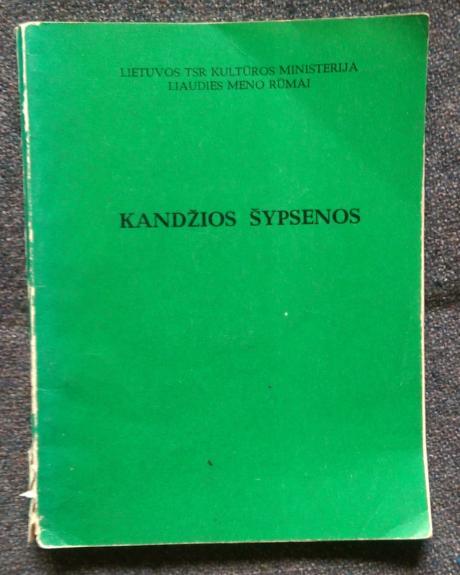 LIETUVOS TSR KULTŪROS MINISTERIJA
LIAUDIES MENO RŪMAI
KANDŽIOS ŠYPSENOS